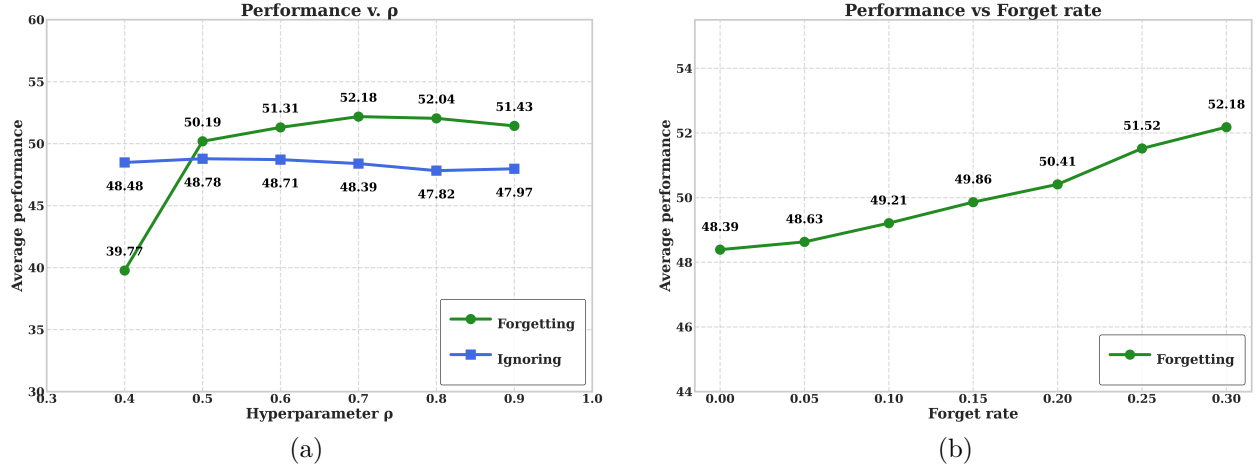 Performance v. ρ
Average performance
60
55
50
45
40
35
30
39.77
50.19
51.31
52.18
52.04
51.43
48.48
48.78
48.71
48.39
47.82
47.97
Forgetting
Ignoring
0.3 0.4 0.5 0.6 0.7 0.8 0.9 1.0
Hyperparameter ρ
(a)
Performance vs Forget rate
Average performance
54
52
50
48
46
44
48.39
48.63
49.21
49.86
50.41
51.52
52.18
Forgetting
0.00 0.05 0.10 0.15 0.20 0.25 0.30
Forget rate
(b)